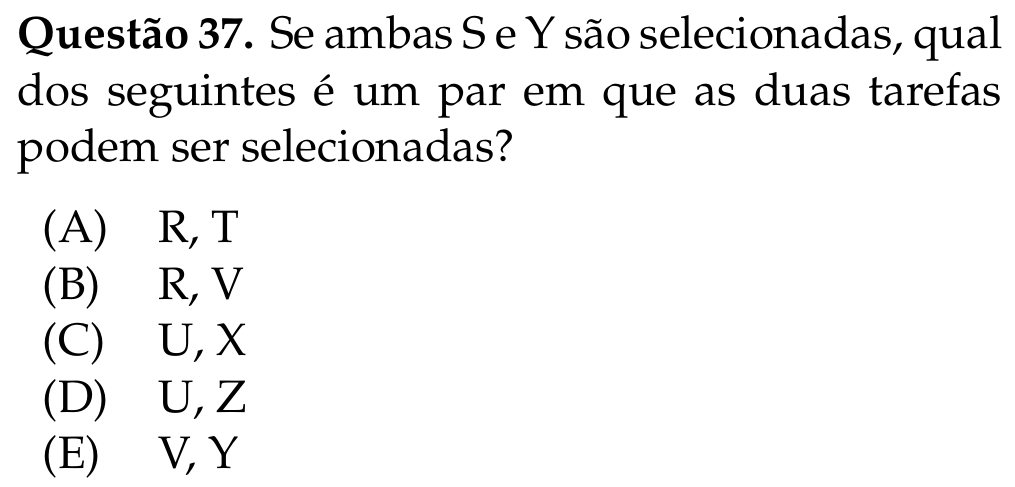 Questão 37. Se ambas S e Y são selecionadas, qual
dos seguintes é um par em que as duas tarefas
podem ser selecionadas?
(A) R, T
(B) R, V
(C) U, X
(D) U, Z
(E) V, Y